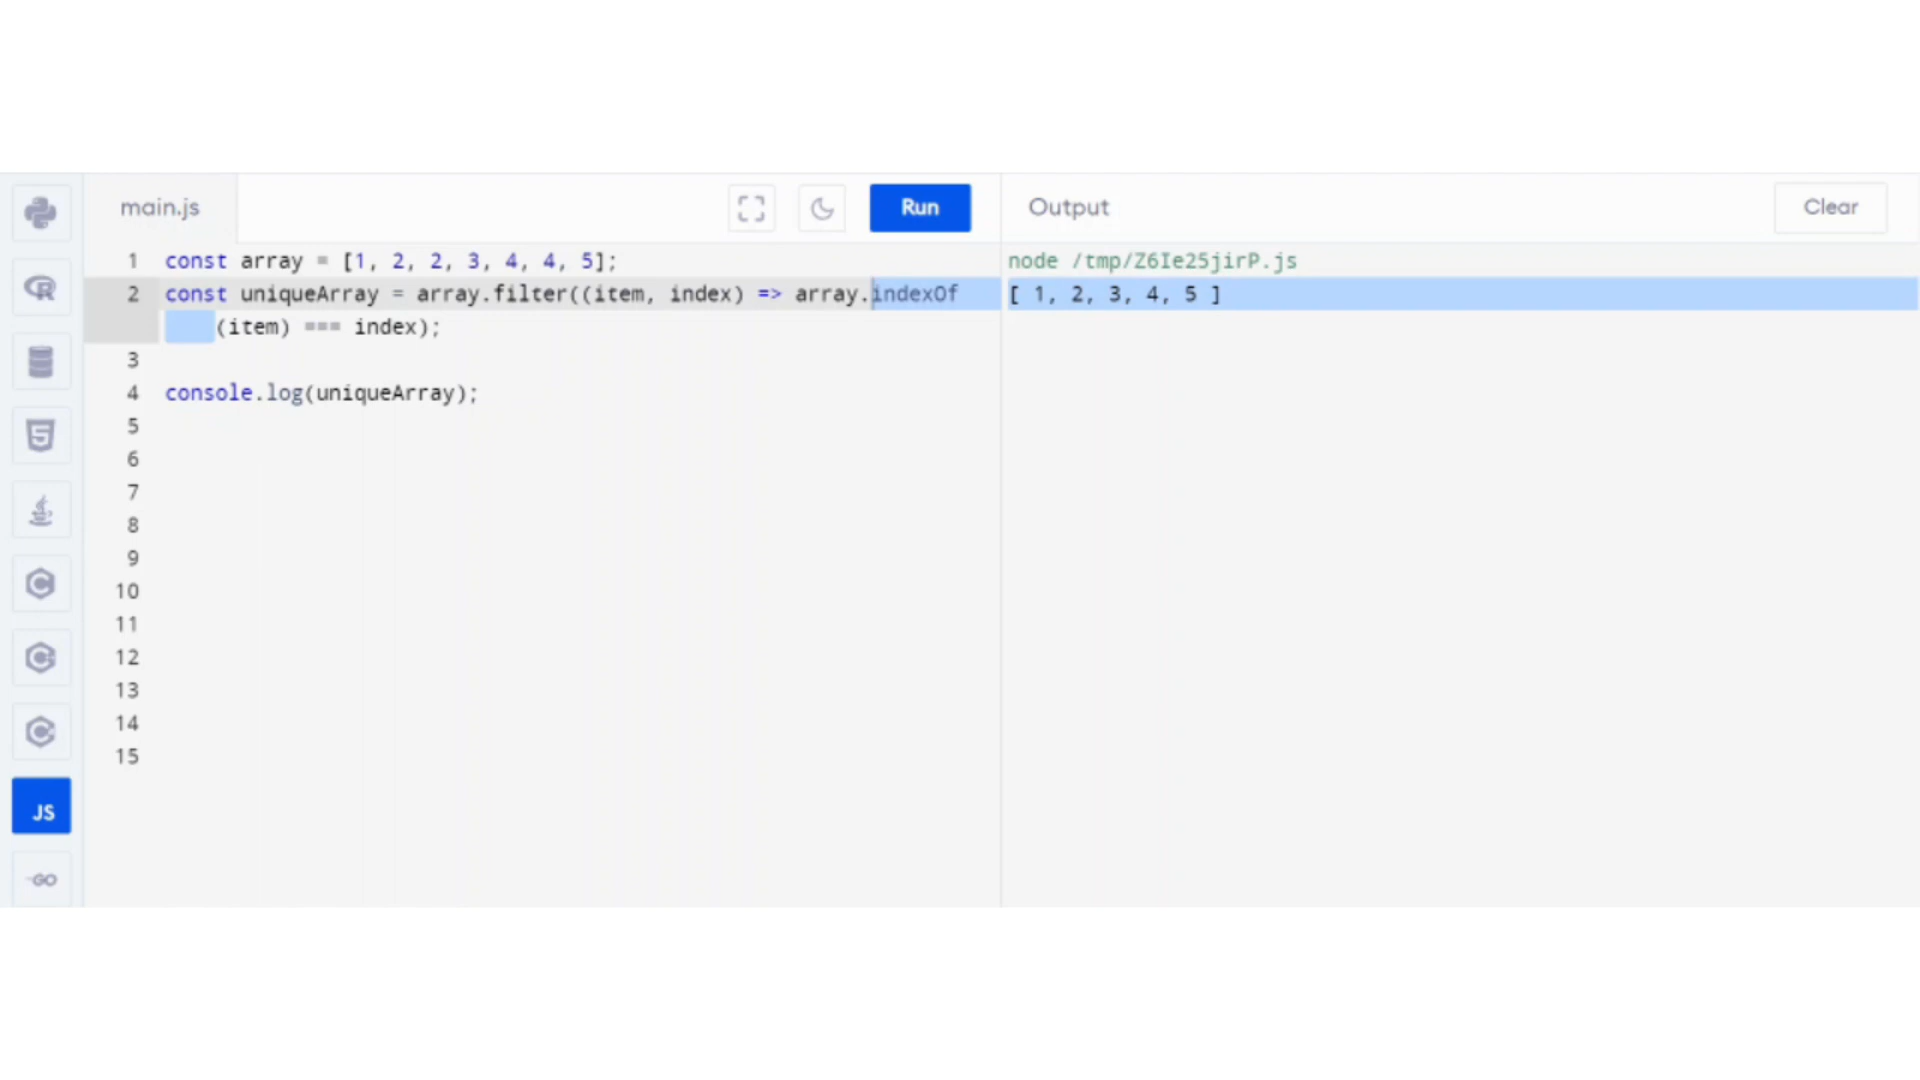 main.js
Run
Output
Clear
1 const array = [1, 2, 2, 3, 4, 4, 5];
2 const uniqueArray = array.filter((item, index) => array.indexOf
(item) === index);
3
4 console.log(uniqueArray);
5
6
7
8
9
10
11
12
13
14
15
node /tmp/Z6Ie25jirP.js
[ 1, 2, 3, 4, 5 ]
R
5
C
C
C
JS
GO